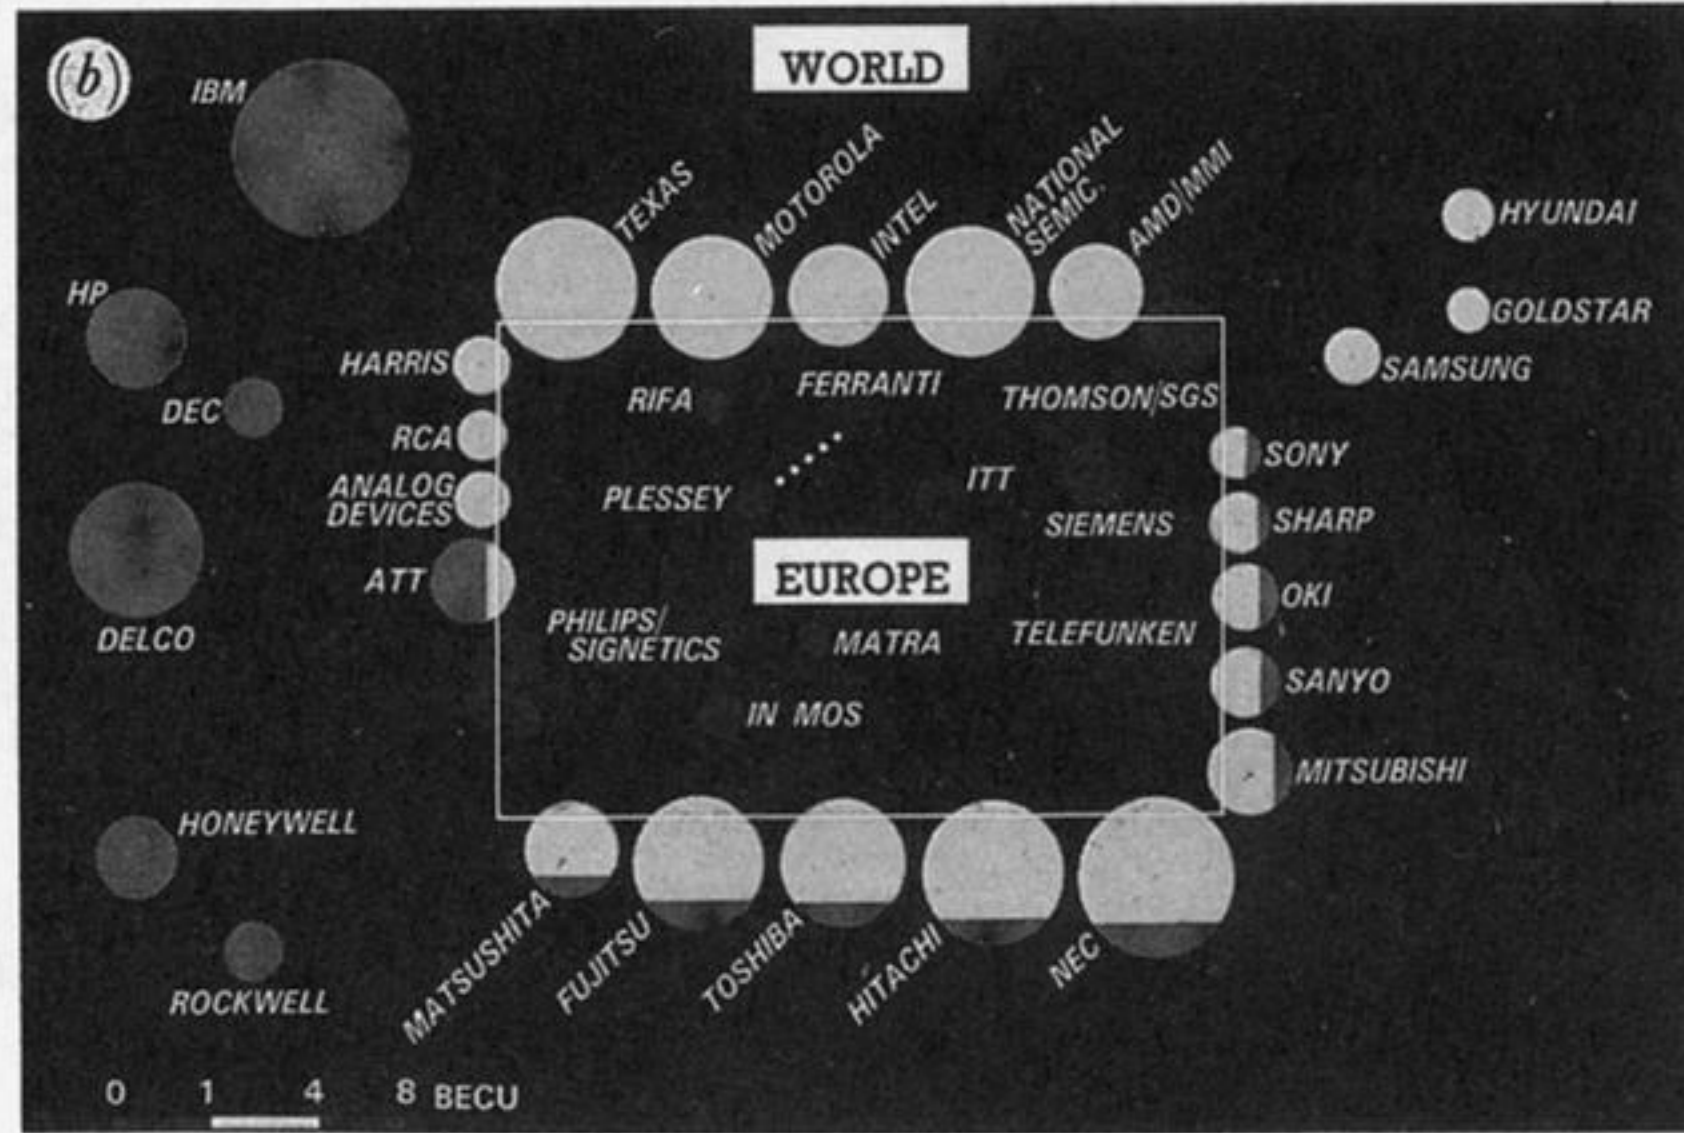 (b)
WORLD
IBM
TEXAS
MOTOROLA
INTEL
NATIONAL
SEMIC.
AMD/MMI
HYUNDAI
GOLDSTAR
SAMSUNG
HP
DEC
DELCO
HONEYWELL
ROCKWELL
HARRIS
RCA
ANALOG
DEVICES
ATT
RIFA
FERRANTI
THOMSON/SGS
PLESSEY
ITT
SIEMENS
EUROPE
PHILIPS/
SIGNETICS
MATRA
TELEFUNKEN
IN MOS
SONY
SHARP
OKI
SANYO
MITSUBISHI
MATSUSHITA
FUJITSU
TOSHIBA
HITACHI
NEC
0 1 4 8 BECU